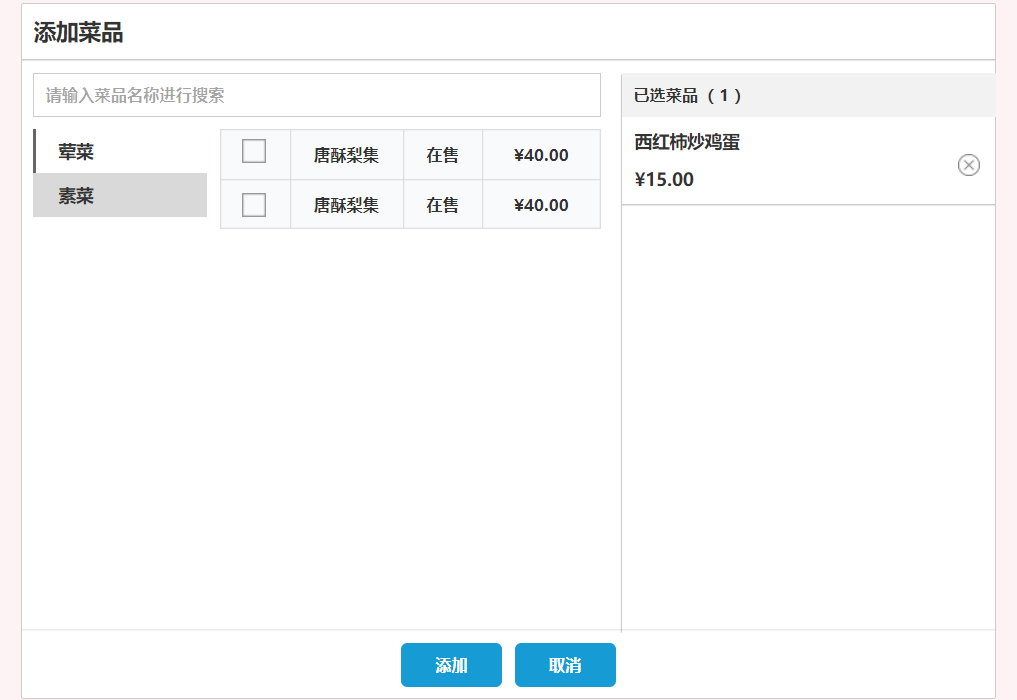 添加菜品
请输入菜品名称进行搜索
已选菜品（1）
荤菜
素菜
唐酥梨集 在售 ¥40.00
唐酥梨集 在售 ¥40.00
西红柿炒鸡蛋
¥15.00
添加 取消